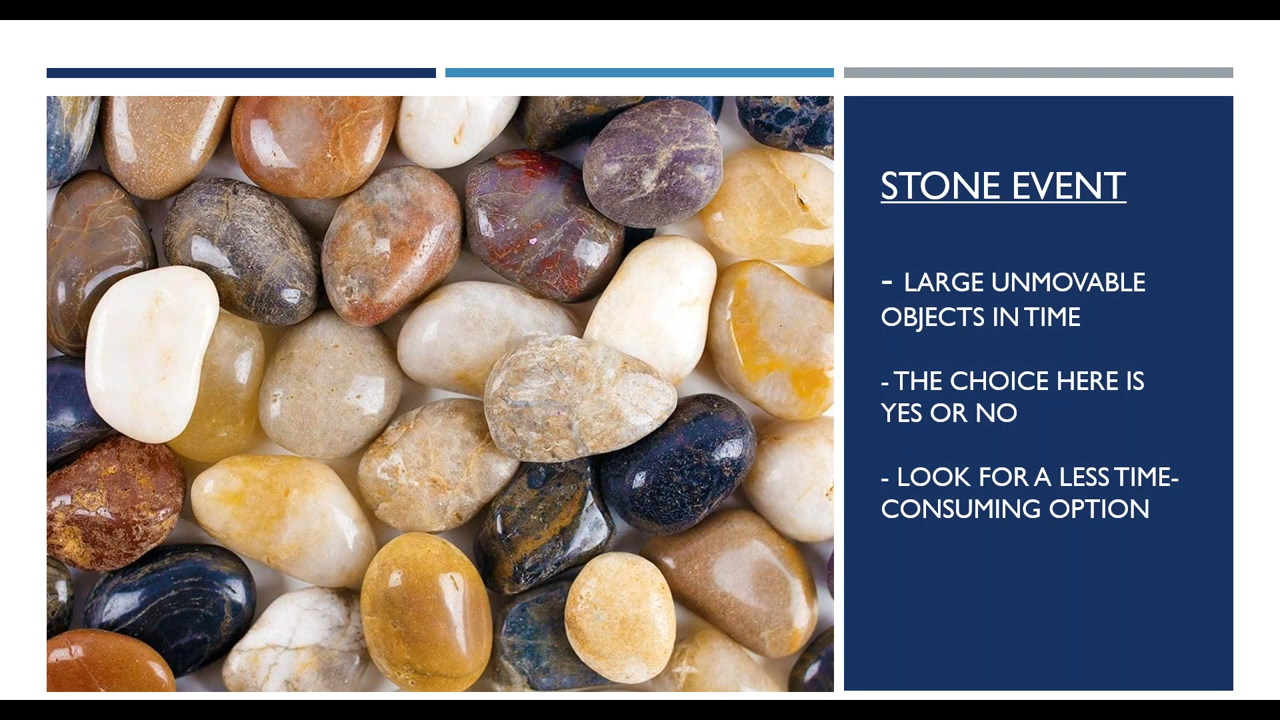 STONE EVENT
- LARGE UNMOVABLE
OBJECTS IN TIME
- THE CHOICE HERE IS
YES OR NO
- LOOK FOR A LESS TIME-
CONSUMING OPTION